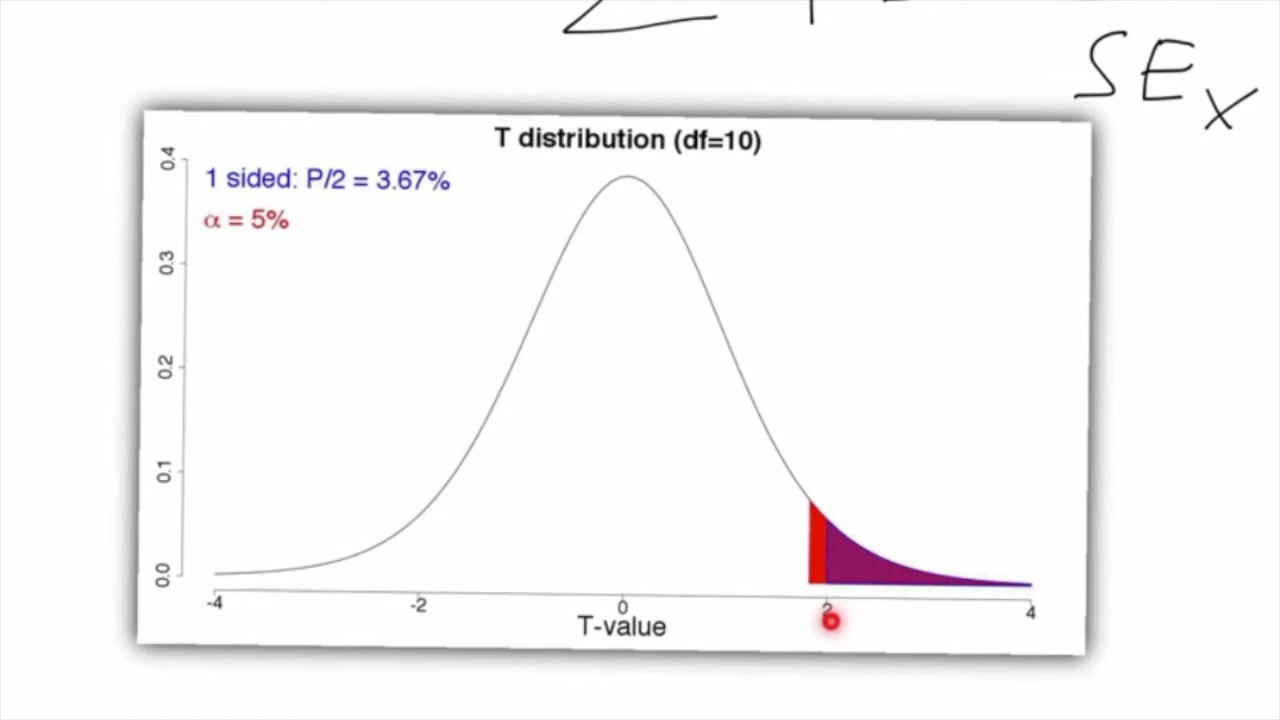 SEx
T distribution (df=10)
1 sided: P/2 = 3.67%
α = 5%
0.4
0.3
0.2
0.1
0.0
-4 -2 0 2 4
T-value